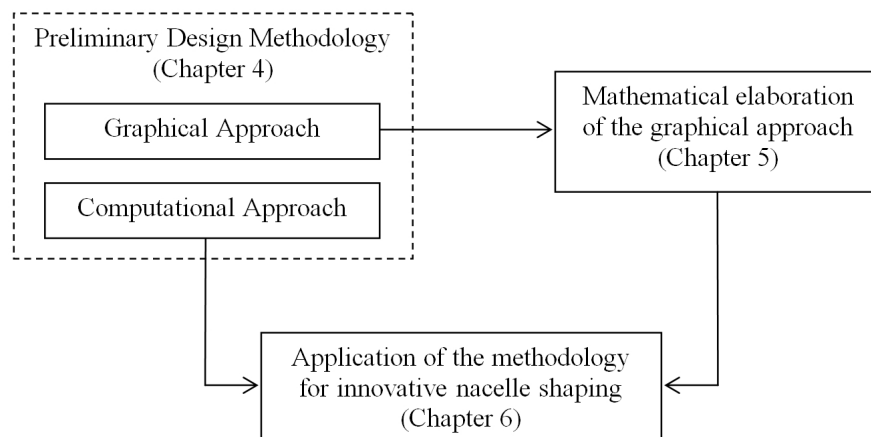 Preliminary Design Methodology
(Chapter 4)
Graphical Approach
Computational Approach
Mathematical elaboration
of the graphical approach
(Chapter 5)
Application of the methodology
for innovative nacelle shaping
(Chapter 6)